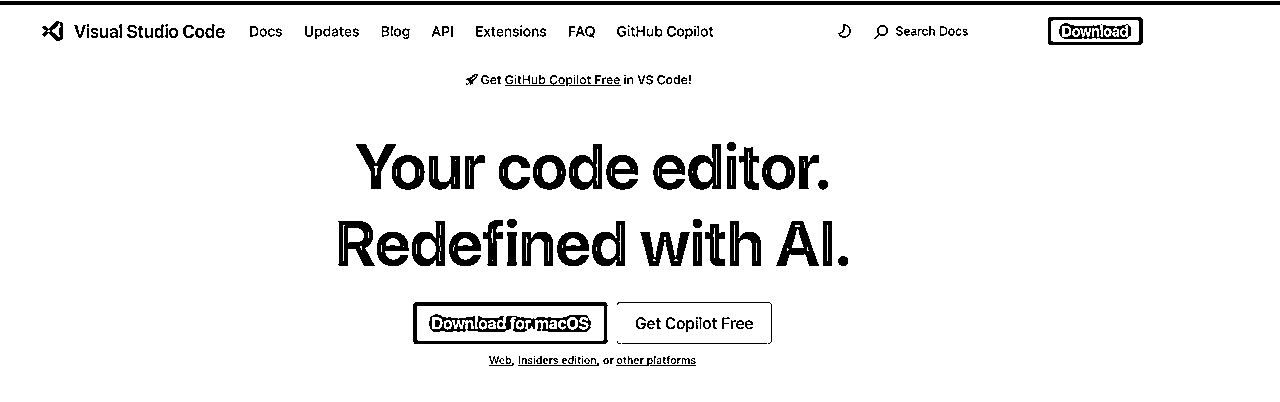 Visual Studio Code Docs Updates Blog API Extensions FAQ GitHub Copilot Search Docs Download
Get GitHub Copilot Free in VS Code!
Your code editor.
Redefined with AI.
Download for macOS Get Copilot Free
Web, Insiders edition, or other platforms